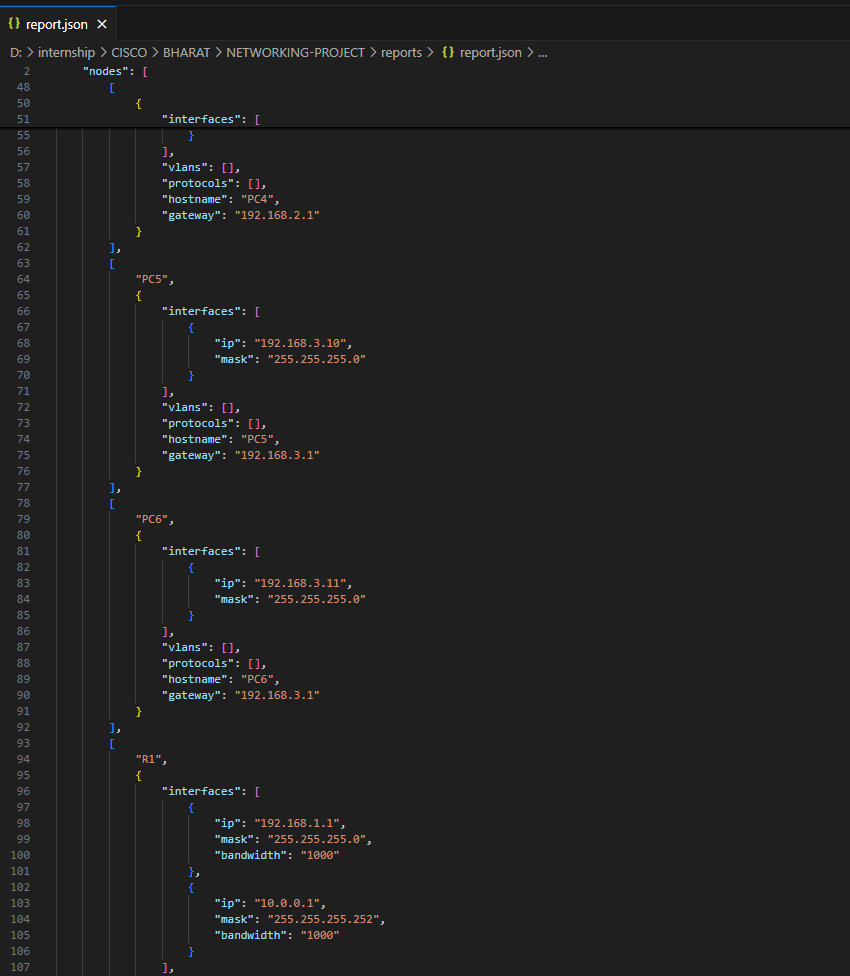 {} report.json ×
D: > internship > CISCO > BHARAT > NETWORKING-PROJECT > reports > {} report.json > ...
2 "nodes": [
48 [
50 {
51 "interfaces": [
55 }
56 ],
57 "vlans": [],
58 "protocols": [],
59 "hostname": "PC4",
60 "gateway": "192.168.2.1"
61 }
62 ],
63 [
64 "PC5",
65 {
66 "interfaces": [
67 {
68 "ip": "192.168.3.10",
69 "mask": "255.255.255.0"
70 }
71 ],
72 "vlans": [],
73 "protocols": [],
74 "hostname": "PC5",
75 "gateway": "192.168.3.1"
76 }
77 ],
78 [
79 "PC6",
80 {
81 "interfaces": [
82 {
83 "ip": "192.168.3.11",
84 "mask": "255.255.255.0"
85 }
86 ],
87 "vlans": [],
88 "protocols": [],
89 "hostname": "PC6",
90 "gateway": "192.168.3.1"
91 }
92 ],
93 [
94 "R1",
95 {
96 "interfaces": [
97 {
98 "ip": "192.168.1.1",
99 "mask": "255.255.255.0",
100 "bandwidth": "1000"
101 },
102 {
103 "ip": "10.0.0.1",
104 "mask": "255.255.255.252",
105 "bandwidth": "1000"
106 }
107 ],